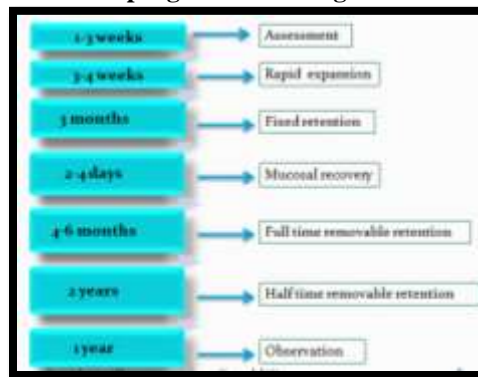 1-3 weeks Assessment
3-4 weeks Rapid expansion
3 months Fixed retention
2-4 days Mucosal recovery
4-6 months Full time removable retention
2 years Half time removable retention
1 year Observation